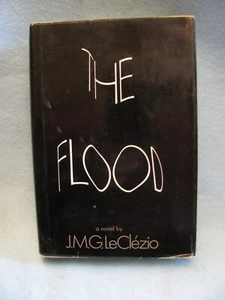 THE
FLOOD
a novel by
J.M.G. Le Clézio